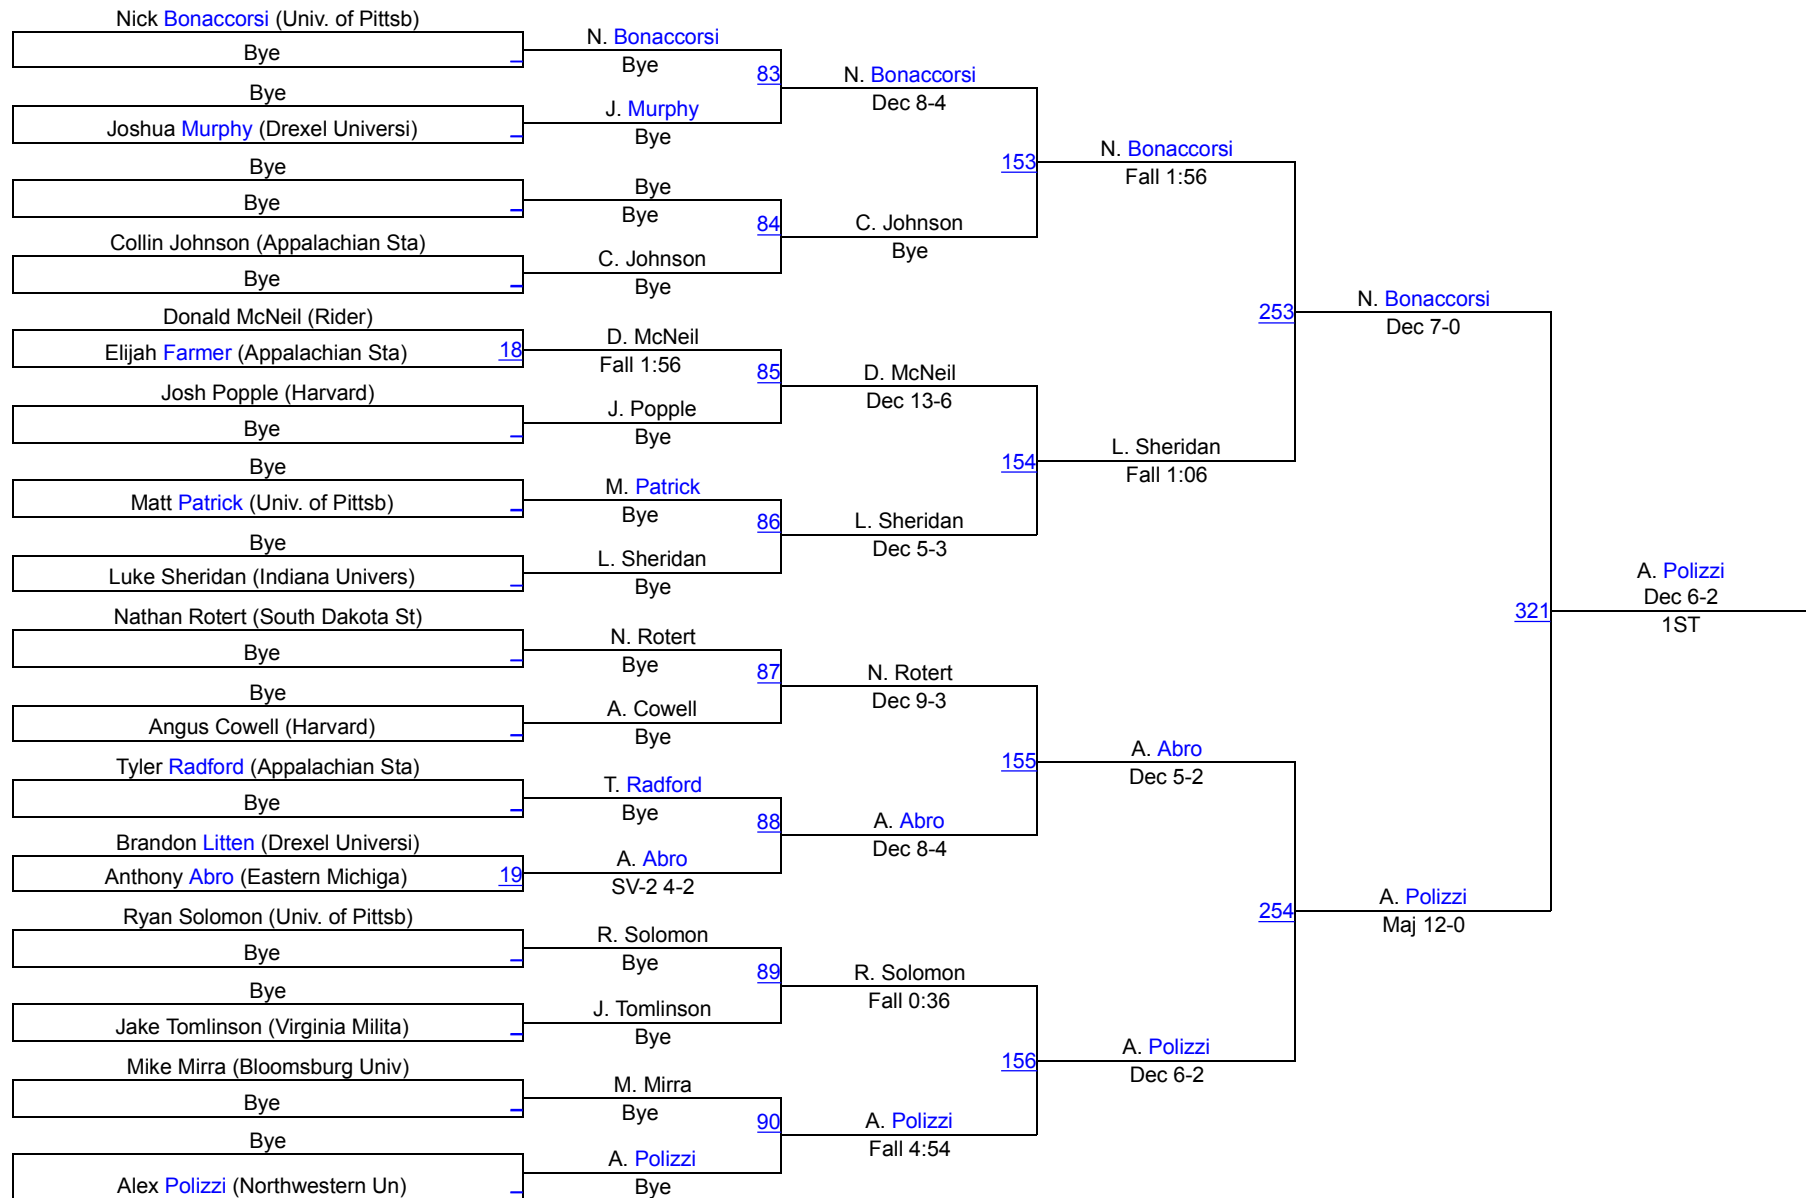 Nick Bonaccorsi (Univ. of Pittsb)
Bye
Bye
Joshua Murphy (Drexel Universi)
Bye
Bye
Collin Johnson (Appalachian Sta)
Bye
Donald McNeil (Rider)
Elijah Farmer (Appalachian Sta) 18
Josh Popple (Harvard)
Bye
Bye
Matt Patrick (Univ. of Pittsb)
Bye
Luke Sheridan (Indiana Univers)
Nathan Rotert (South Dakota St)
Bye
Bye
Angus Cowell (Harvard)
Tyler Radford (Appalachian Sta)
Bye
Brandon Litten (Drexel Universi)
Anthony Abro (Eastern Michiga) 19
Ryan Solomon (Univ. of Pittsb)
Bye
Bye
Jake Tomlinson (Virginia Milita)
Mike Mirra (Bloomsburg Univ)
Bye
Bye
Alex Polizzi (Northwestern Un)
N. Bonaccorsi
Bye
83
J. Murphy
Bye
Bye
Bye
84
C. Johnson
Bye
D. McNeil
Fall 1:56
85
J. Popple
Bye
M. Patrick
Bye
86
L. Sheridan
Bye
N. Rotert
Bye
87
A. Cowell
Bye
T. Radford
Bye
88
A. Abro
SV-2 4-2
R. Solomon
Bye
89
J. Tomlinson
Bye
M. Mirra
Bye
90
A. Polizzi
Bye
N. Bonaccorsi
Dec 8-4
153
C. Johnson
Bye
D. McNeil
Dec 13-6
154
L. Sheridan
Dec 5-3
N. Rotert
Dec 9-3
155
A. Abro
Dec 8-4
R. Solomon
Fall 0:36
156
A. Polizzi
Fall 4:54
N. Bonaccorsi
Fall 1:56
253
L. Sheridan
Fall 1:06
A. Abro
Dec 5-2
254
A. Polizzi
Dec 6-2
N. Bonaccorsi
Dec 7-0
321
A. Polizzi
Maj 12-0
A. Polizzi
Dec 6-2
1ST